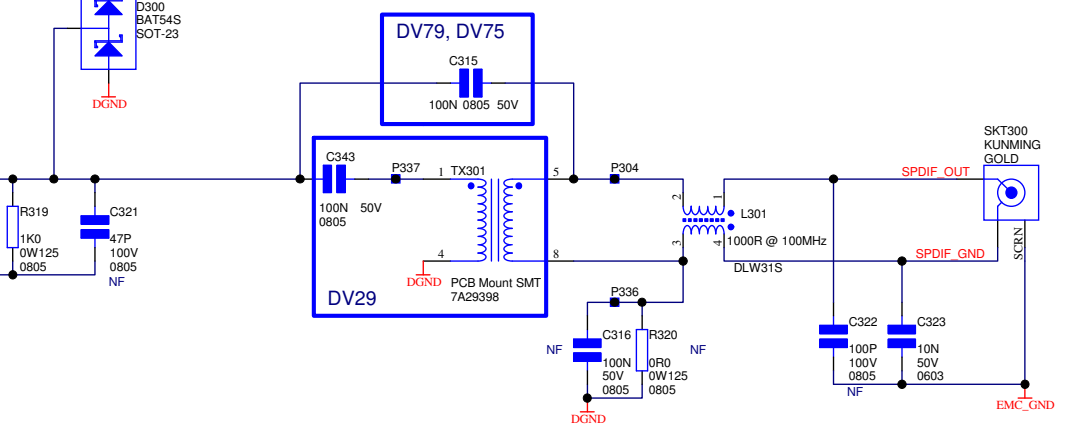 D300
BAT54S
SOT-23
DGND
DV79, DV75
C315
100N 0805 50V
C343
100N 50V
0805
P337
1
TX301
5
4
8
DGND
PCB Mount SMT
7A29398
DV29
R319
1K0
0W125
0805
C321
47P
100V
0805
NF
P304
2
1
3
4
L301
1000R @ 100MHz
DLW31S
P336
NF
C316
100N
50V
0805
R320
0R0
0W125
0805
NF
DGND
SKT300
KUNMING
GOLD
SPDIF_OUT
SPDIF_GND
SCRN
C322
100P
100V
0805
NF
C323
10N
50V
0603
EMC_GND